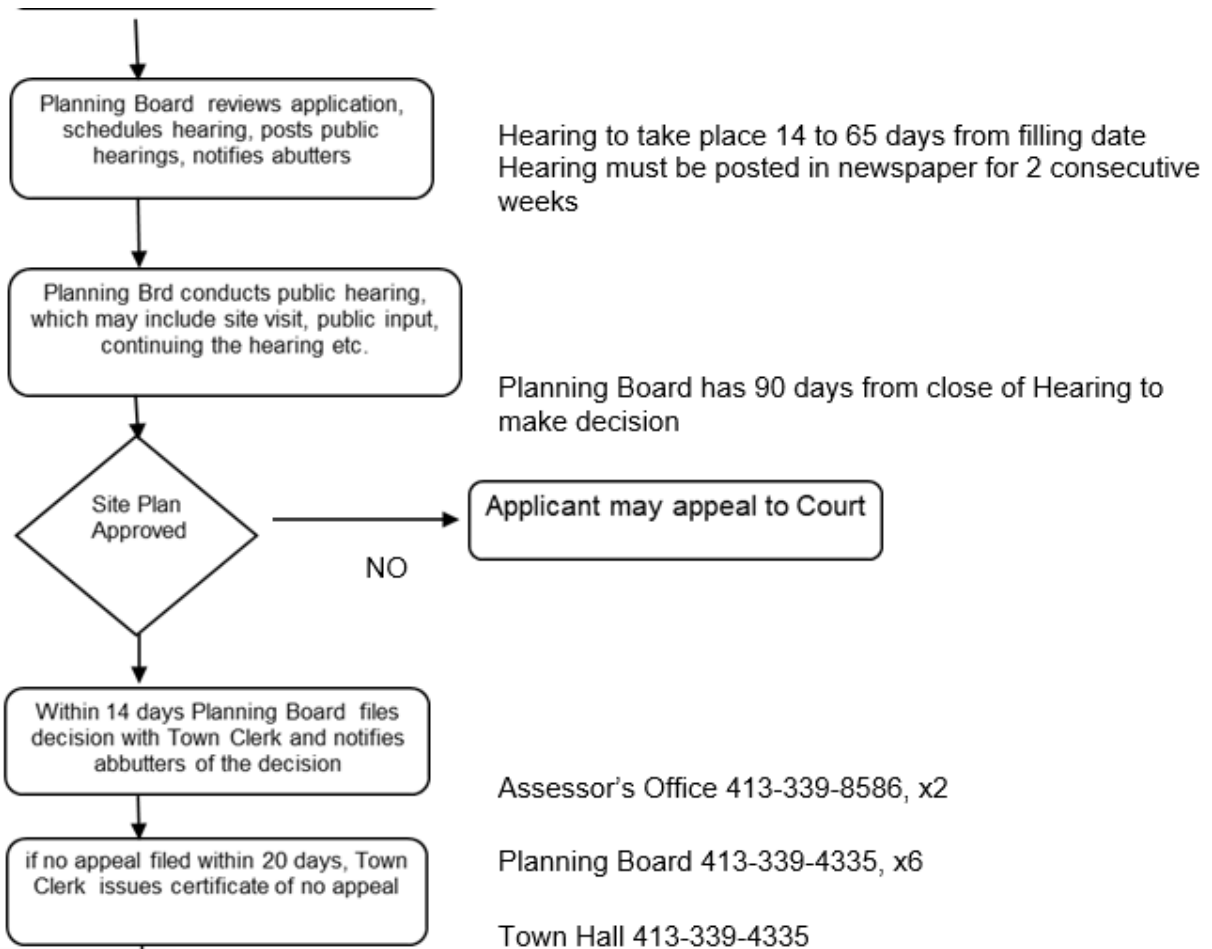 Planning Board reviews application,
schedules hearing, posts public
hearings, notifies abutters
Hearing to take place 14 to 65 days from filling date
Hearing must be posted in newspaper for 2 consecutive
weeks
Planning Brd conducts public hearing,
which may include site visit, public input,
continuing the hearing etc.
Planning Board has 90 days from close of Hearing to
make decision
Site Plan
Approved
NO
Applicant may appeal to Court
Within 14 days Planning Board files
decision with Town Clerk and notifies
abbutters of the decision
Assessor's Office 413-339-8586, x2
if no appeal filed within 20 days, Town
Clerk issues certificate of no appeal
Planning Board 413-339-4335, x6
Town Hall 413-339-4335